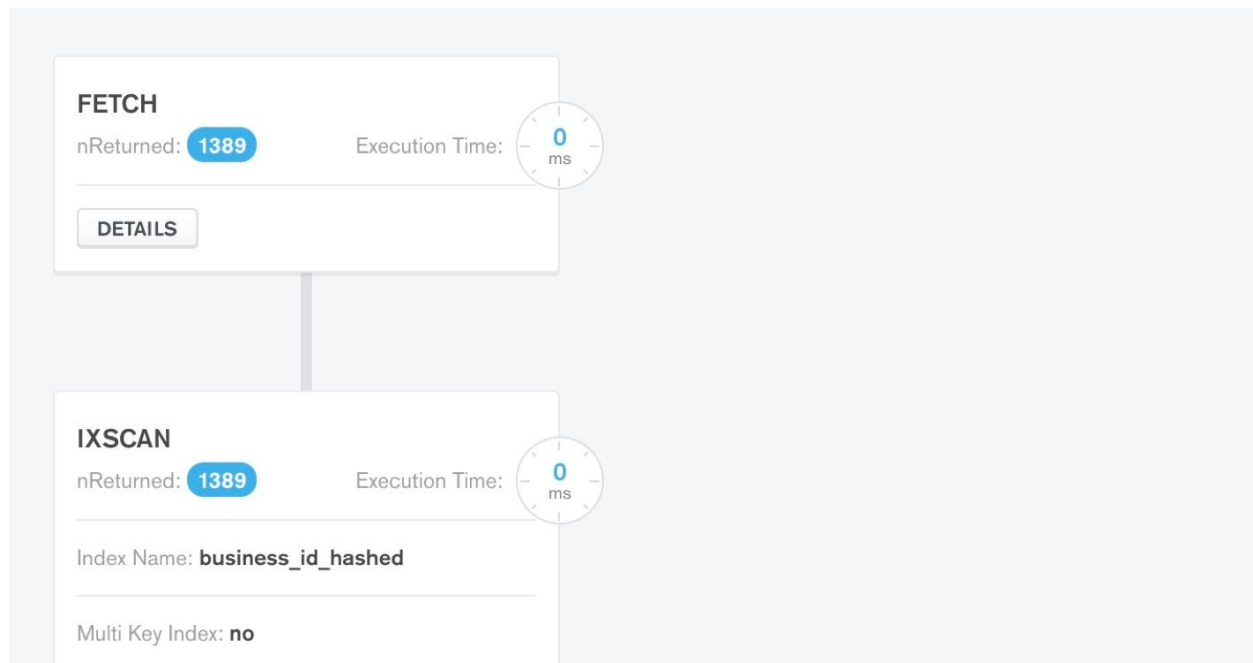 FETCH
nReturned: 1389 Execution Time: 0 ms
DETAILS
IXSCAN
nReturned: 1389 Execution Time: 0 ms
Index Name: business_id_hashed
Multi Key Index: no